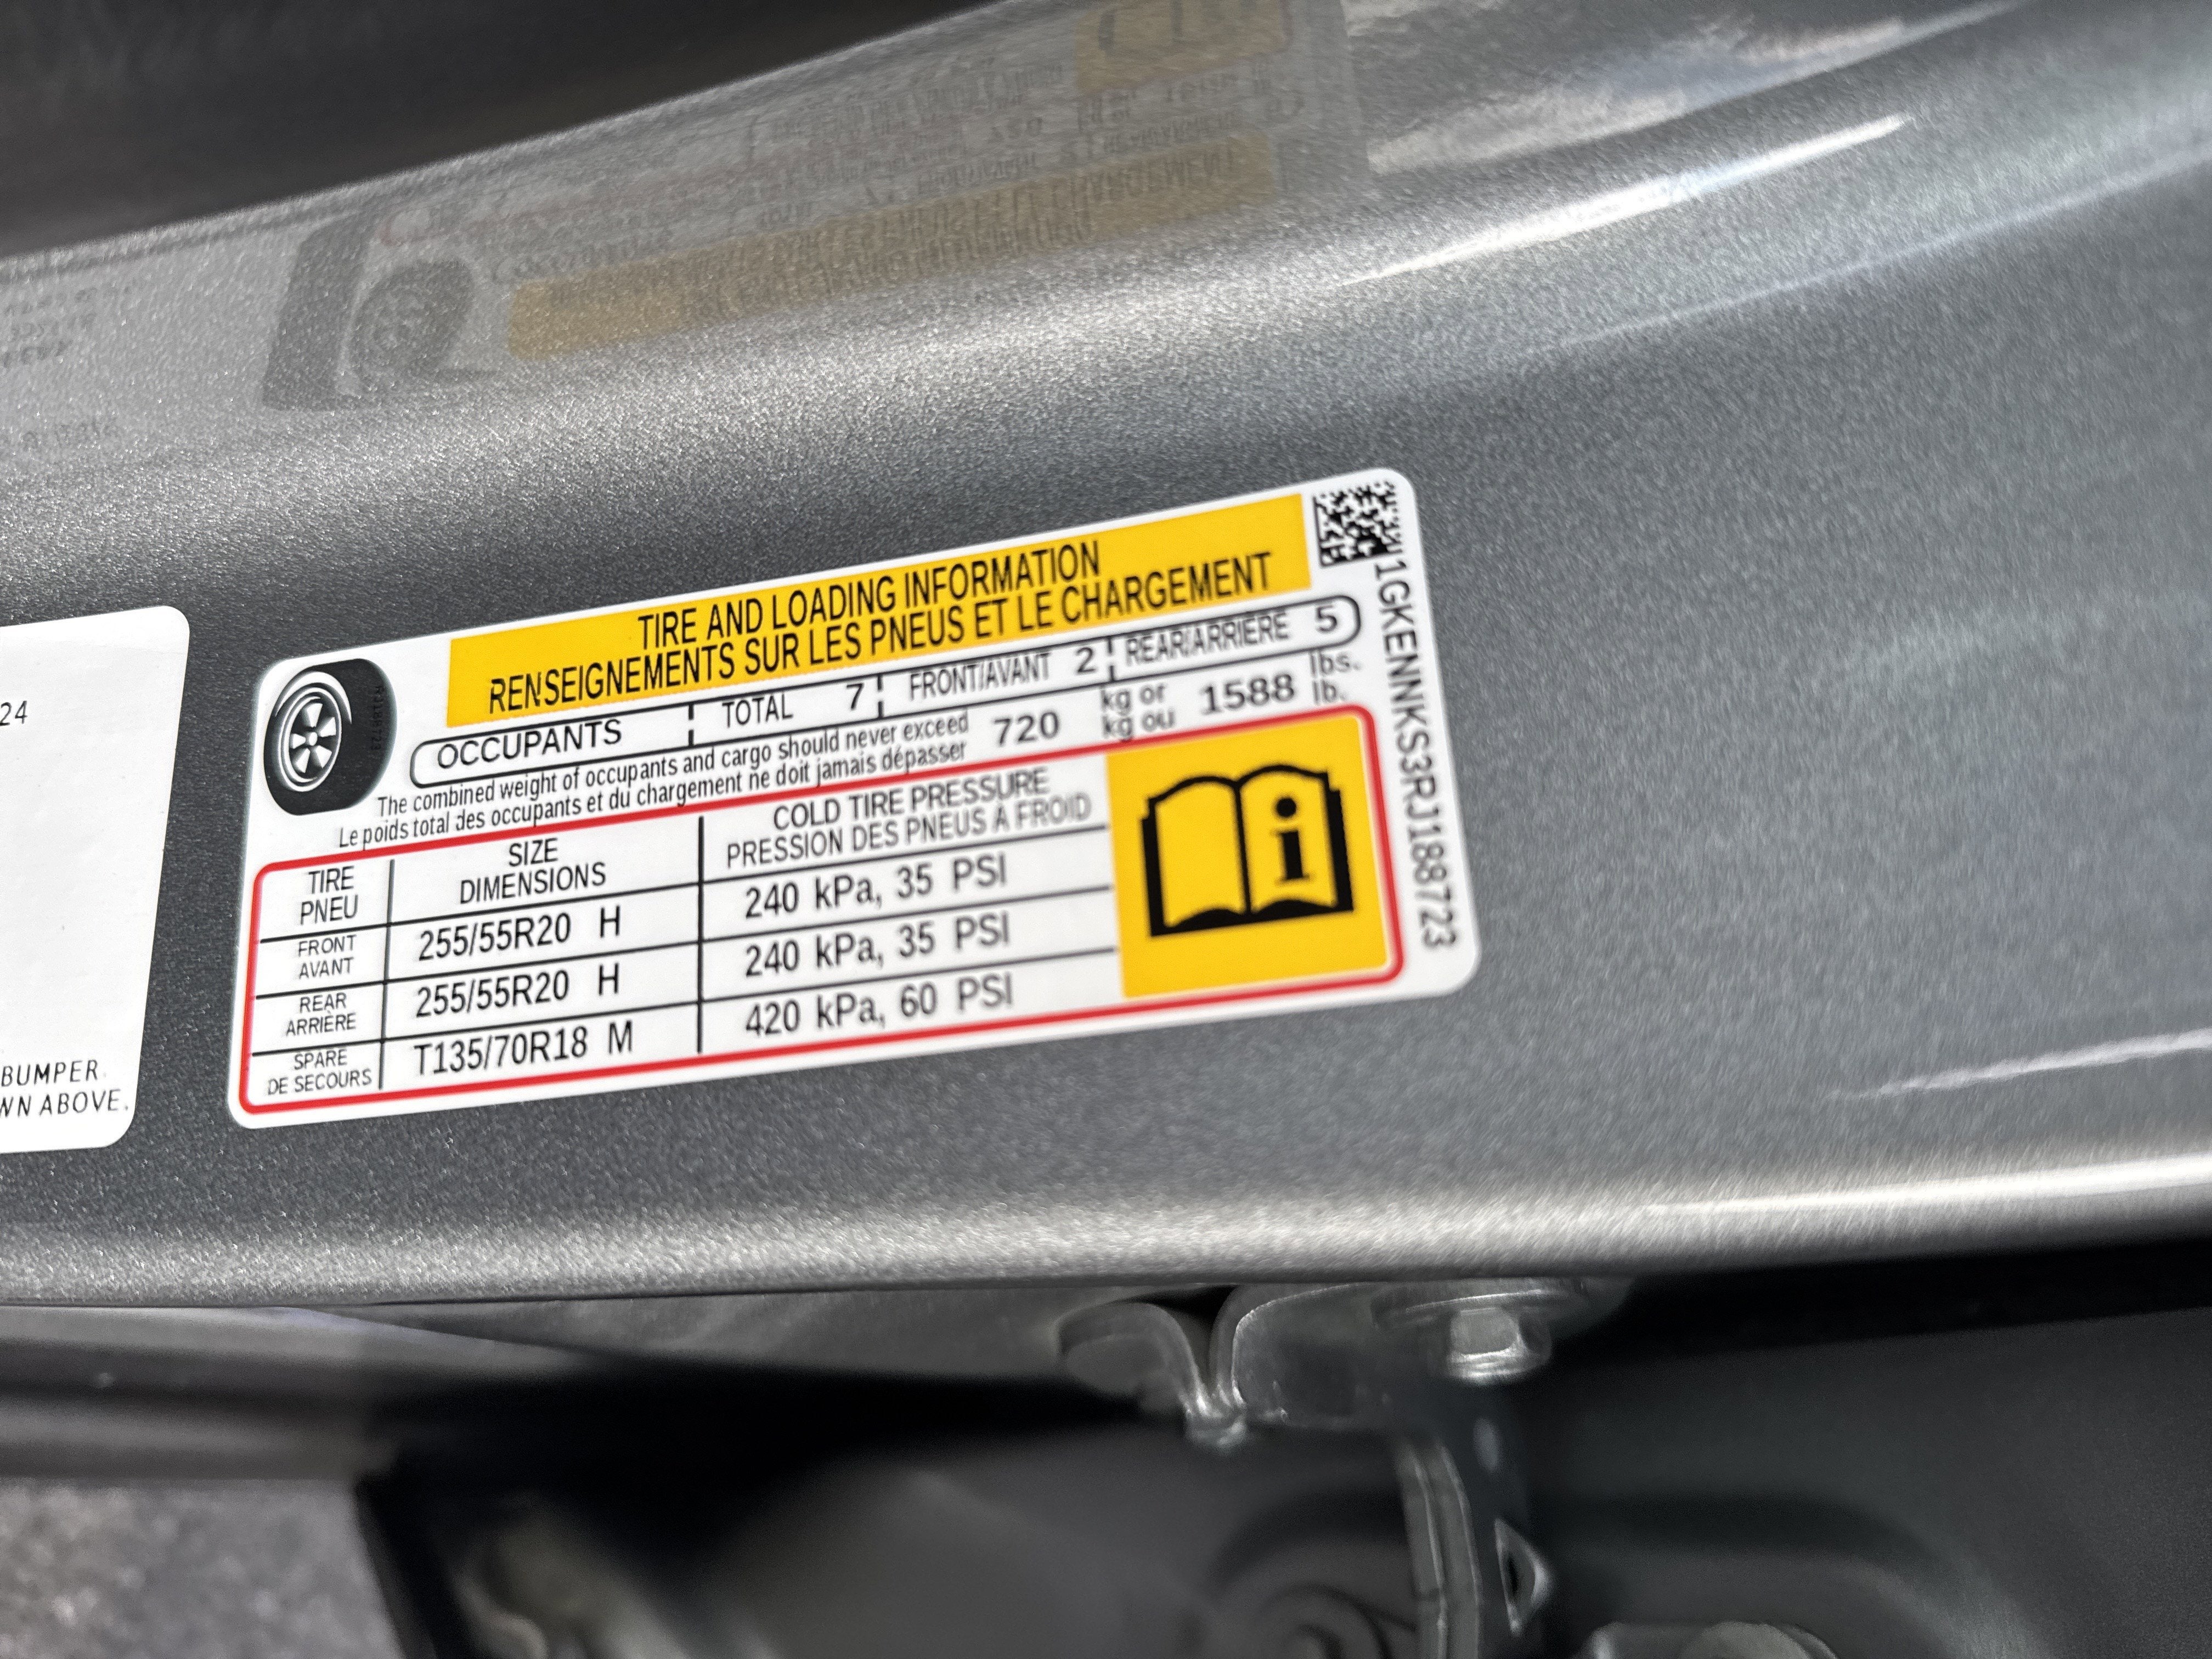 24
BUMPER
WN ABOVE.
TIRE AND LOADING INFORMATION
RENSEIGNEMENTS SUR LES PNEUS ET LE CHARGEMENT
OCCUPANTS TOTAL 7 FRONT/AVANT 2 REAR/ARRIÈRE 5
The combined weight of occupants and cargo should never exceed 720 kg or 1588 lbs.
Le poids total des occupants et du chargement ne doit jamais dépasser kg ou lb.
TIRE SIZE COLD TIRE PRESSURE
PNEU DIMENSIONS PRESSION DES PNEUS A FROID
FRONT
AVANT 255/55R20 H 240 kPa, 35 PSI
REAR
ARRIÈRE 255/55R20 H 240 kPa, 35 PSI
SPARE
DE SECOURS T135/70R18 M 420 kPa, 60 PSI
i
1GKENNKS3RJ188723